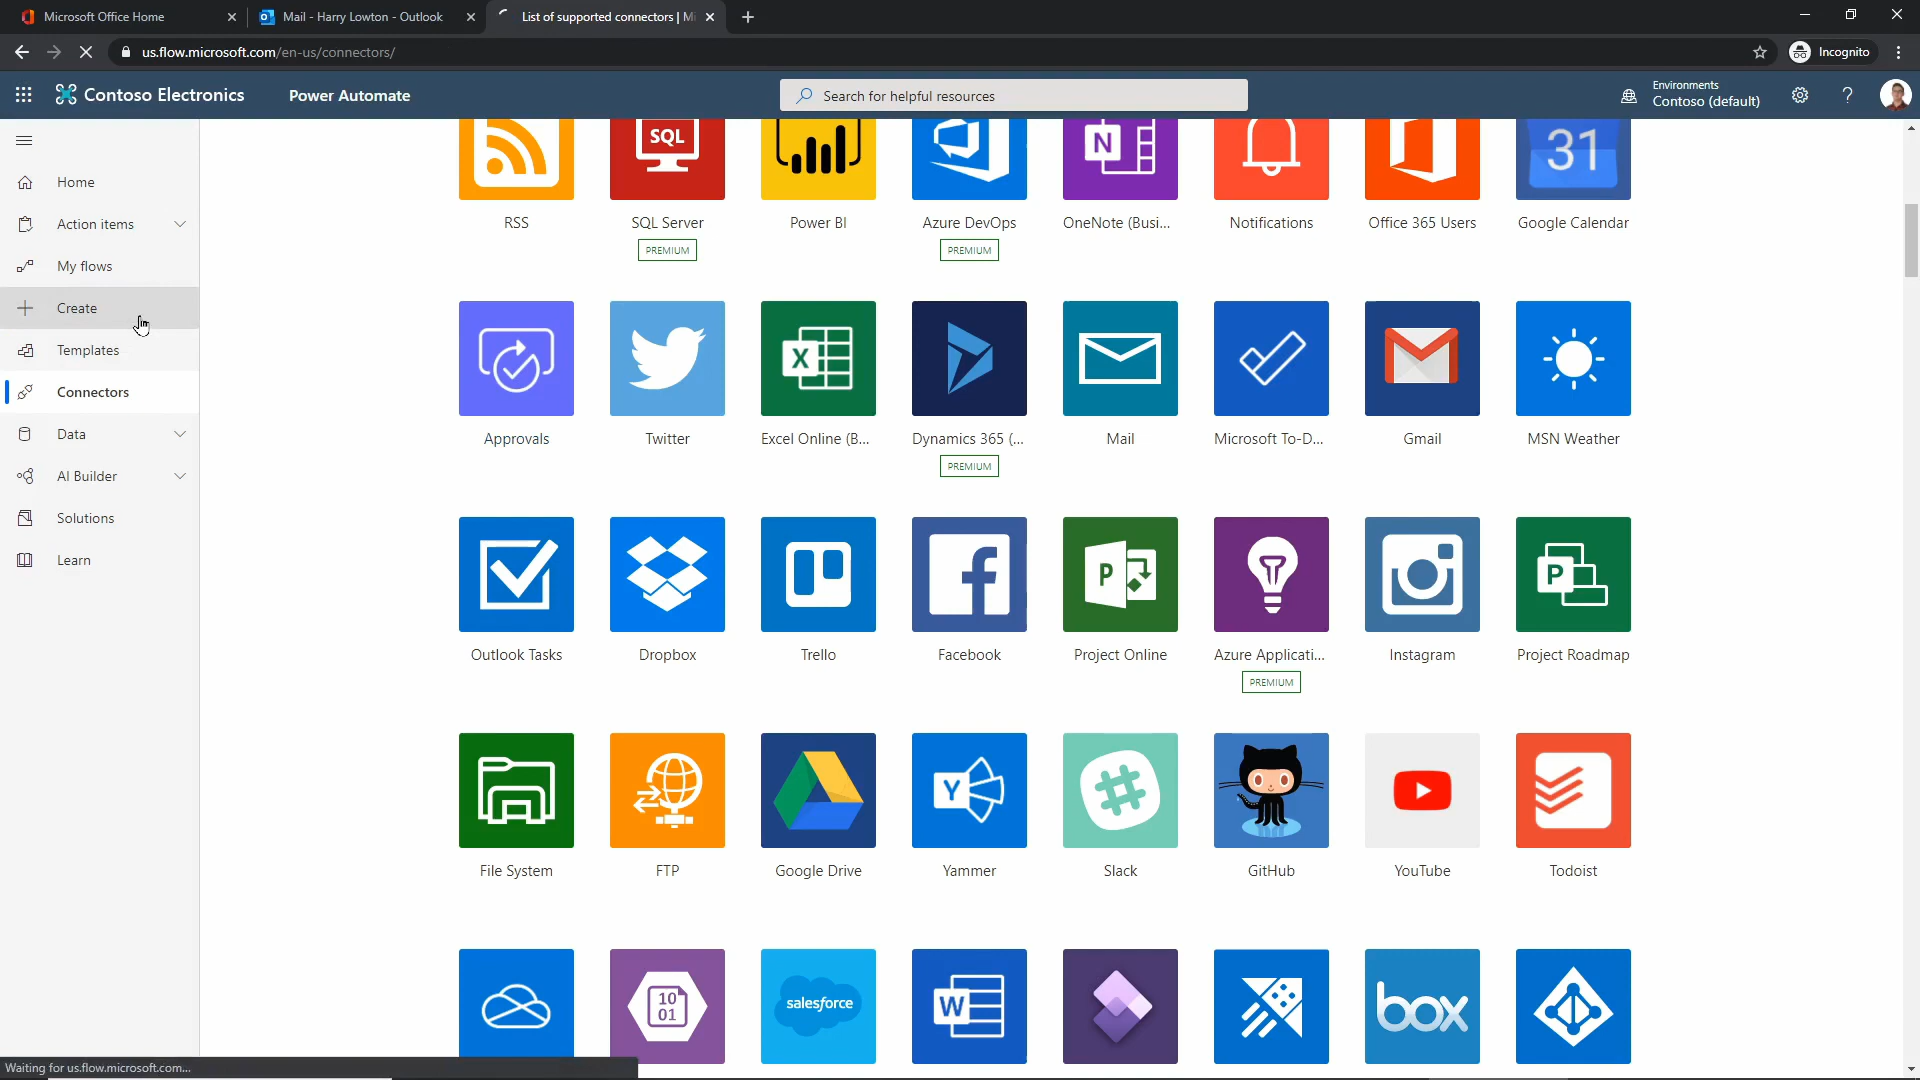 Microsoft Office Home
Mail - Harry Lowton - Outlook
List of supported connectors | Mi
us.flow.microsoft.com/en-us/connectors/
Incognito
Contoso Electronics
Power Automate
Search for helpful resources
Environments
Contoso (default)
?
Home
Action items
My flows
Create
Templates
Connectors
Data
AI Builder
Solutions
Learn
SQL
N
31
RSS
SQL Server
Power BI
Azure DevOps
OneNote (Busi...
Notifications
Office 365 Users
Google Calendar
PREMIUM
PREMIUM
X
Approvals
Twitter
Excel Online (B...
Dynamics 365 (...
Mail
Microsoft To-D...
Gmail
MSN Weather
PREMIUM
f
P
P
Outlook Tasks
Dropbox
Trello
Facebook
Project Online
Azure Applicati...
Instagram
Project Roadmap
PREMIUM
Y
File System
FTP
Google Drive
Yammer
Slack
GitHub
YouTube
Todoist
10
01
salesforce
W
box
Waiting for us.flow.microsoft.com...